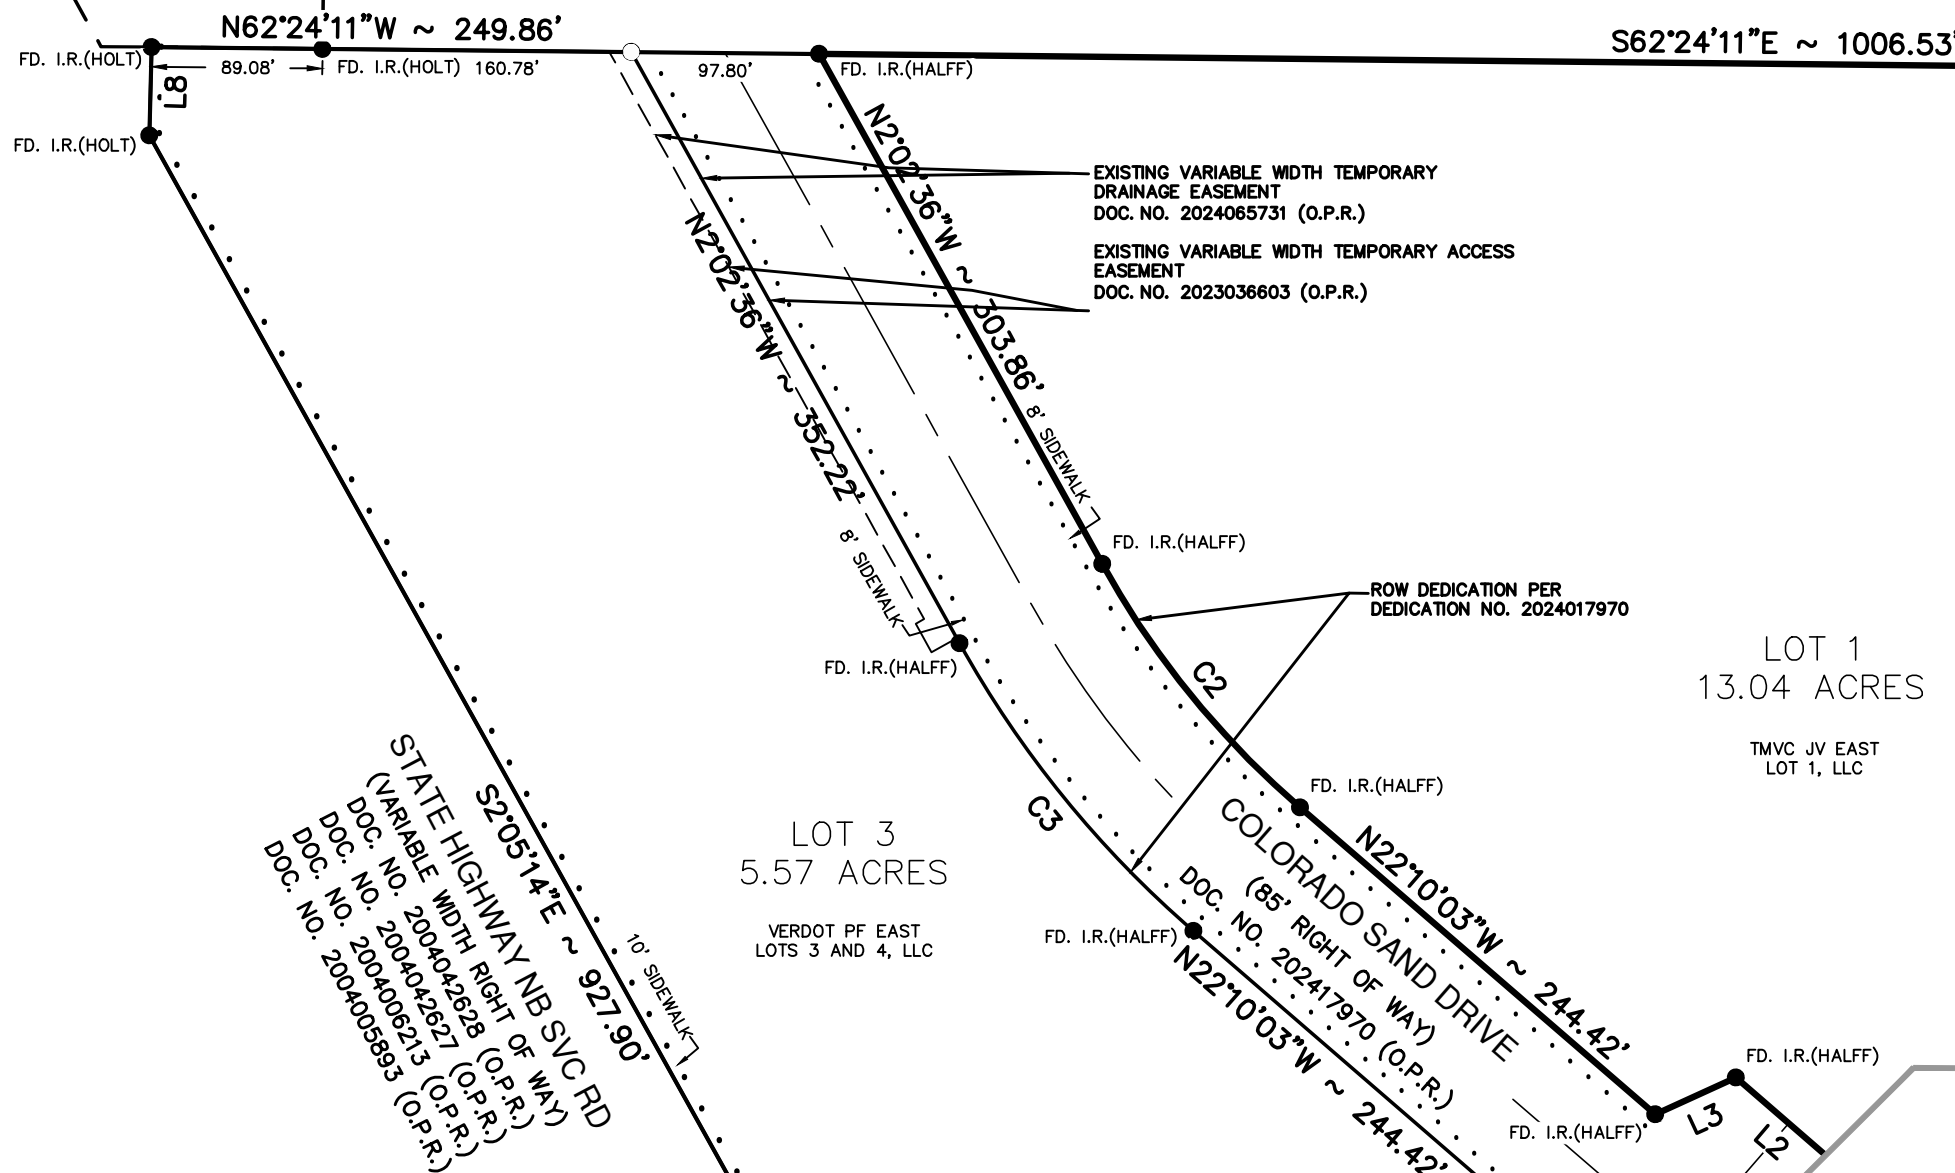 N62°24'11"W ~ 249.86'
S62°24'11"E ~ 1006.53'
FD. I.R.(HOLT)
89.08'
FD. I.R.(HOLT) 160.78'
97.80'
FD. I.R.(HALFF)
L8
FD. I.R.(HOLT)
N2°02'36"W ~ 303.86'
EXISTING VARIABLE WIDTH TEMPORARY
DRAINAGE EASEMENT
DOC. NO. 2024065731 (O.P.R.)
EXISTING VARIABLE WIDTH TEMPORARY ACCESS
EASEMENT
DOC. NO. 2023036603 (O.P.R.)
N2°02'36"W ~ 352.22'
8' SIDEWALK
8' SIDEWALK
FD. I.R.(HALFF)
ROW DEDICATION PER
DEDICATION NO. 2024017970
FD. I.R.(HALFF)
C2
LOT 1
13.04 ACRES
TMVC JV EAST
LOT 1, LLC
FD. I.R.(HALFF)
C3
LOT 3
5.57 ACRES
VERDOT PF EAST
LOTS 3 AND 4, LLC
STATE HIGHWAY NB SVC RD
(VARIABLE WIDTH RIGHT OF WAY)
DOC. NO. 2004042628 (O.P.R.)
DOC. NO. 2004042627 (O.P.R.)
DOC. NO. 2004006213 (O.P.R.)
DOC. NO. 2004005893 (O.P.R.)
S2°05'14"E ~ 927.90'
10' SIDEWALK
COLORADO SAND DRIVE
(85' RIGHT OF WAY)
DOC. NO. 202417970 (O.P.R.)
N22°10'03"W ~ 244.42'
FD. I.R.(HALFF)
N22°10'03"W ~ 244.42'
FD. I.R.(HALFF)
FD. I.R.(HALFF)
L3
L2